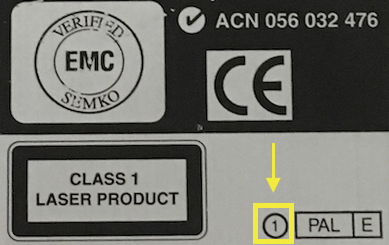 VERIFIED
EMC
SEMKO
ACN 056 032 476
CE
CLASS 1
LASER PRODUCT
1 PAL E